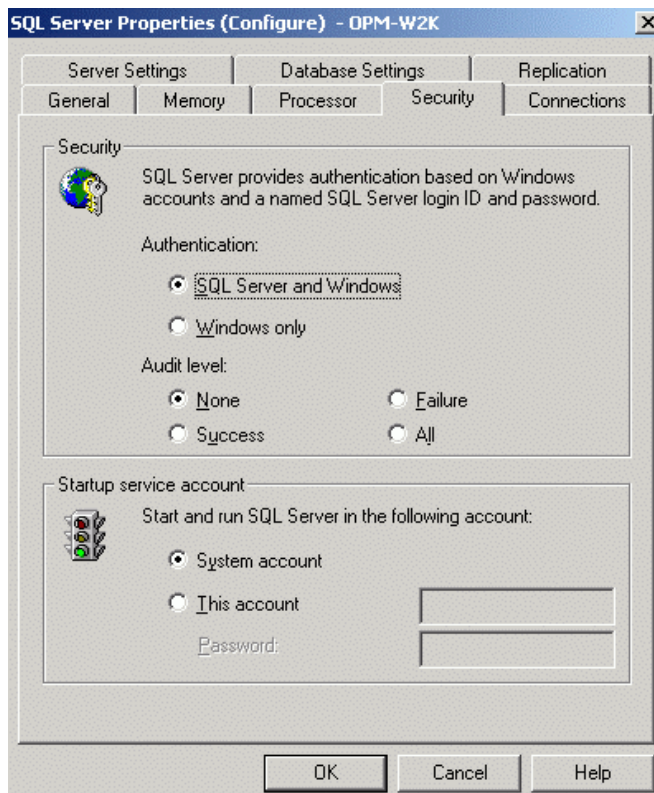 SQL Server Properties (Configure) - OPM-W2K
Server Settings Database Settings Replication
General Memory Processor Security Connections
Security
SQL Server provides authentication based on Windows
accounts and a named SQL Server login ID and password.
Authentication:
SQL Server and Windows
Windows only
Audit level:
None Failure
Success All
Startup service account
Start and run SQL Server in the following account:
System account
This account
Password:
OK Cancel Help